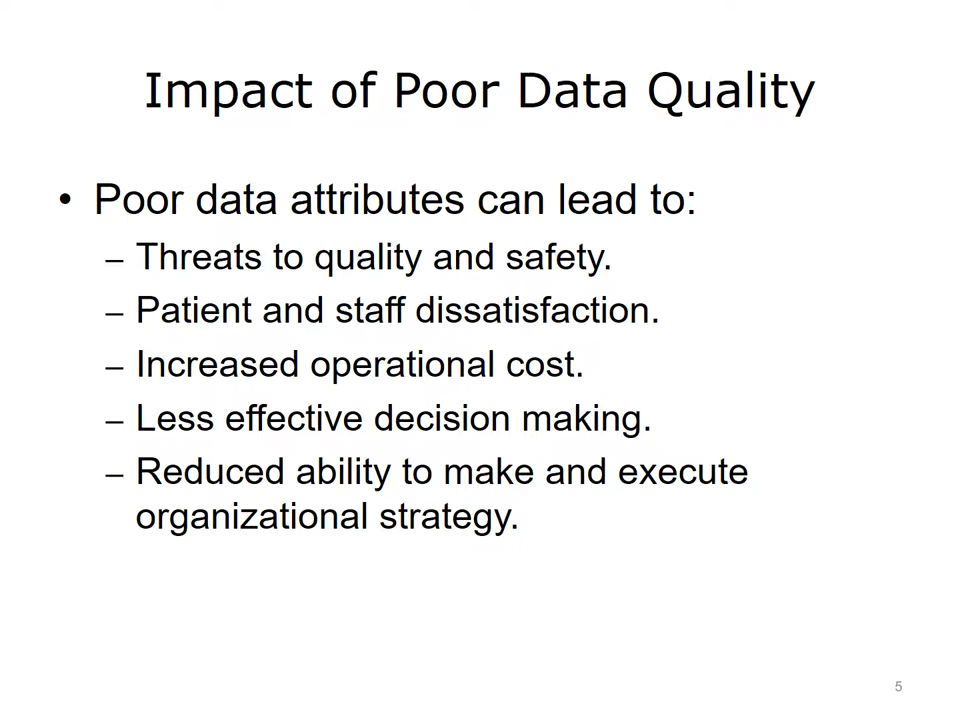 Impact of Poor Data Quality
• Poor data attributes can lead to:
– Threats to quality and safety.
– Patient and staff dissatisfaction.
– Increased operational cost.
– Less effective decision making.
– Reduced ability to make and execute
organizational strategy.
5